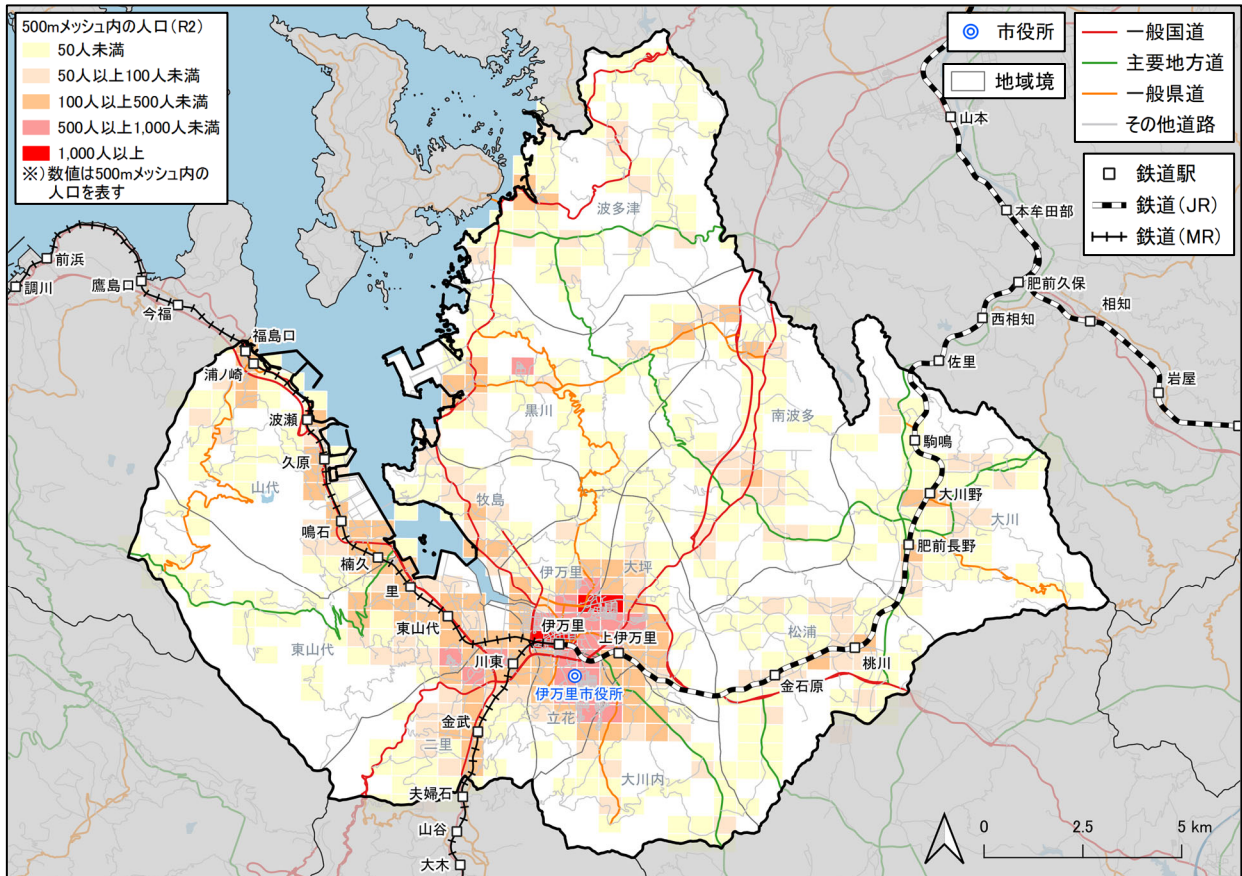 500mメッシュ内の人口(R2)
50人未満
50人以上100人未満
100人以上500人未満
500人以上1,000人未満
1,000人以上
※)数値は500mメッシュ内の
人口を表す
市役所
地域境
一般国道
主要地方道
一般県道
その他道路
鉄道駅
鉄道(JR)
鉄道(MR)
山本
本牟田部
肥前久保
相知
西相知
佐里
岩屋
駒鳴
大川野
大川
肥前長野
波多津
前浜
調川
鷹島口
今福
福島口
浦ノ崎
波瀬
久原
山代
鳴石
楠久
里
東山代
東山代
黒川
南波多
牧島
伊万里
大坪
伊万里
上伊万里
川東
伊万里市役所
松浦
桃川
金石原
金武
立花
二里
大川内
夫婦石
山谷
大木
0
2.5
5 km